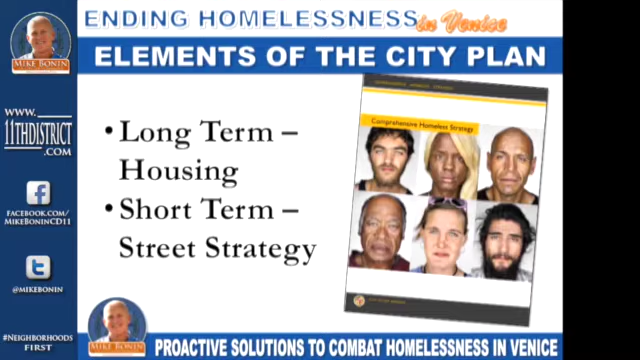 ENDING HOMELESSNESS in Venice
ELEMENTS OF THE CITY PLAN
MIKE BONIN
WWW.
11THDISTRICT
.COM
FACEBOOK.COM/
MIKEBONINCD11
@MIKEBONIN
#NEIGHBORHOODS
FIRST
• Long Term –
Housing
• Short Term –
Street Strategy
Comprehensive Homeless Strategy
MIKE BONIN
PROACTIVE SOLUTIONS TO COMBAT HOMELESSNESS IN VENICE